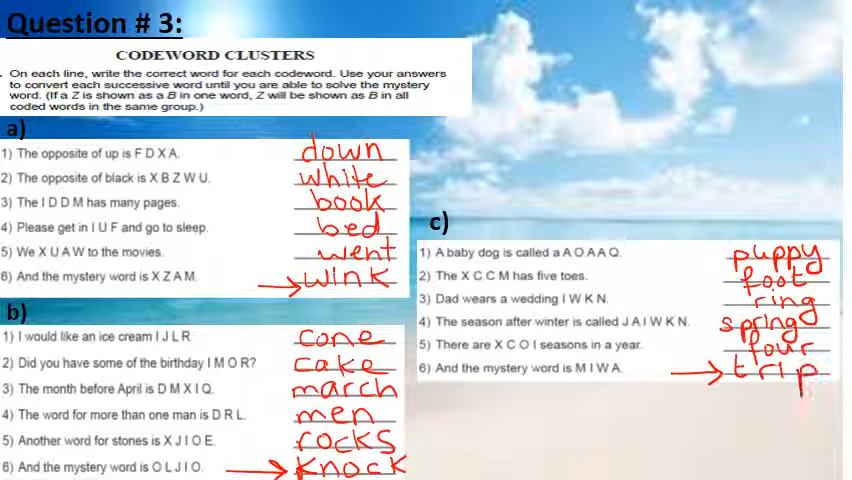 Question # 3:
CODEWORD CLUSTERS
. On each line, write the correct word for each codeword. Use your answers
to convert each successive word until you are able to solve the mystery
word. (If a Z is shown as a B in one word, Z will be shown as B in all
coded words in the same group.)
a)
1) The opposite of up is F D X A. down
2) The opposite of black is X B Z W U. white
3) The I D D M has many pages. book
4) Please get in I U F and go to sleep. bed
5) We X U A W to the movies. went
6) And the mystery word is X Z A M. → wink
b)
1) I would like an ice cream I J L R. cone
2) Did you have some of the birthday I M O R? cake
3) The month before April is D M X I Q. march
4) The word for more than one man is D R L. men
5) Another word for stones is X J I O E. rocks
6) And the mystery word is O L J I O. → knock
c)
1) A baby dog is called a A O A A Q. puppy
2) The X C C M has five toes. foot
3) Dad wears a wedding I W K N. ring
4) The season after winter is called J A I W K N. spring
5) There are X C O I seasons in a year. four
6) And the mystery word is M I W A. → trip